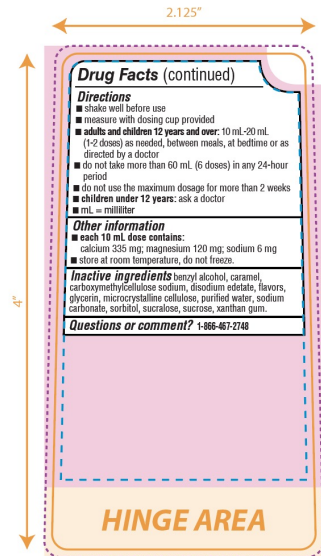 2.125"
4"
Drug Facts (continued)
Directions
■ shake well before use
■ measure with dosing cup provided
■ adults and children 12 years and over: 10 mL-20 mL
(1-2 doses) as needed, between meals, at bedtime or as
directed by a doctor
■ do not take more than 60 mL (6 doses) in any 24-hour
period
■ do not use the maximum dosage for more than 2 weeks
■ children under 12 years: ask a doctor
■ mL = milliliter
Other information
■ each 10 mL dose contains:
calcium 335 mg; magnesium 120 mg; sodium 6 mg
■ store at room temperature, do not freeze.
Inactive ingredients benzyl alcohol, caramel,
carboxymethylcellulose sodium, disodium edetate, flavors,
glycerin, microcrystalline cellulose, purified water, sodium
carbonate, sorbitol, sucralose, sucrose, xanthan gum.
Questions or comment? 1-866-467-2748
HINGE AREA